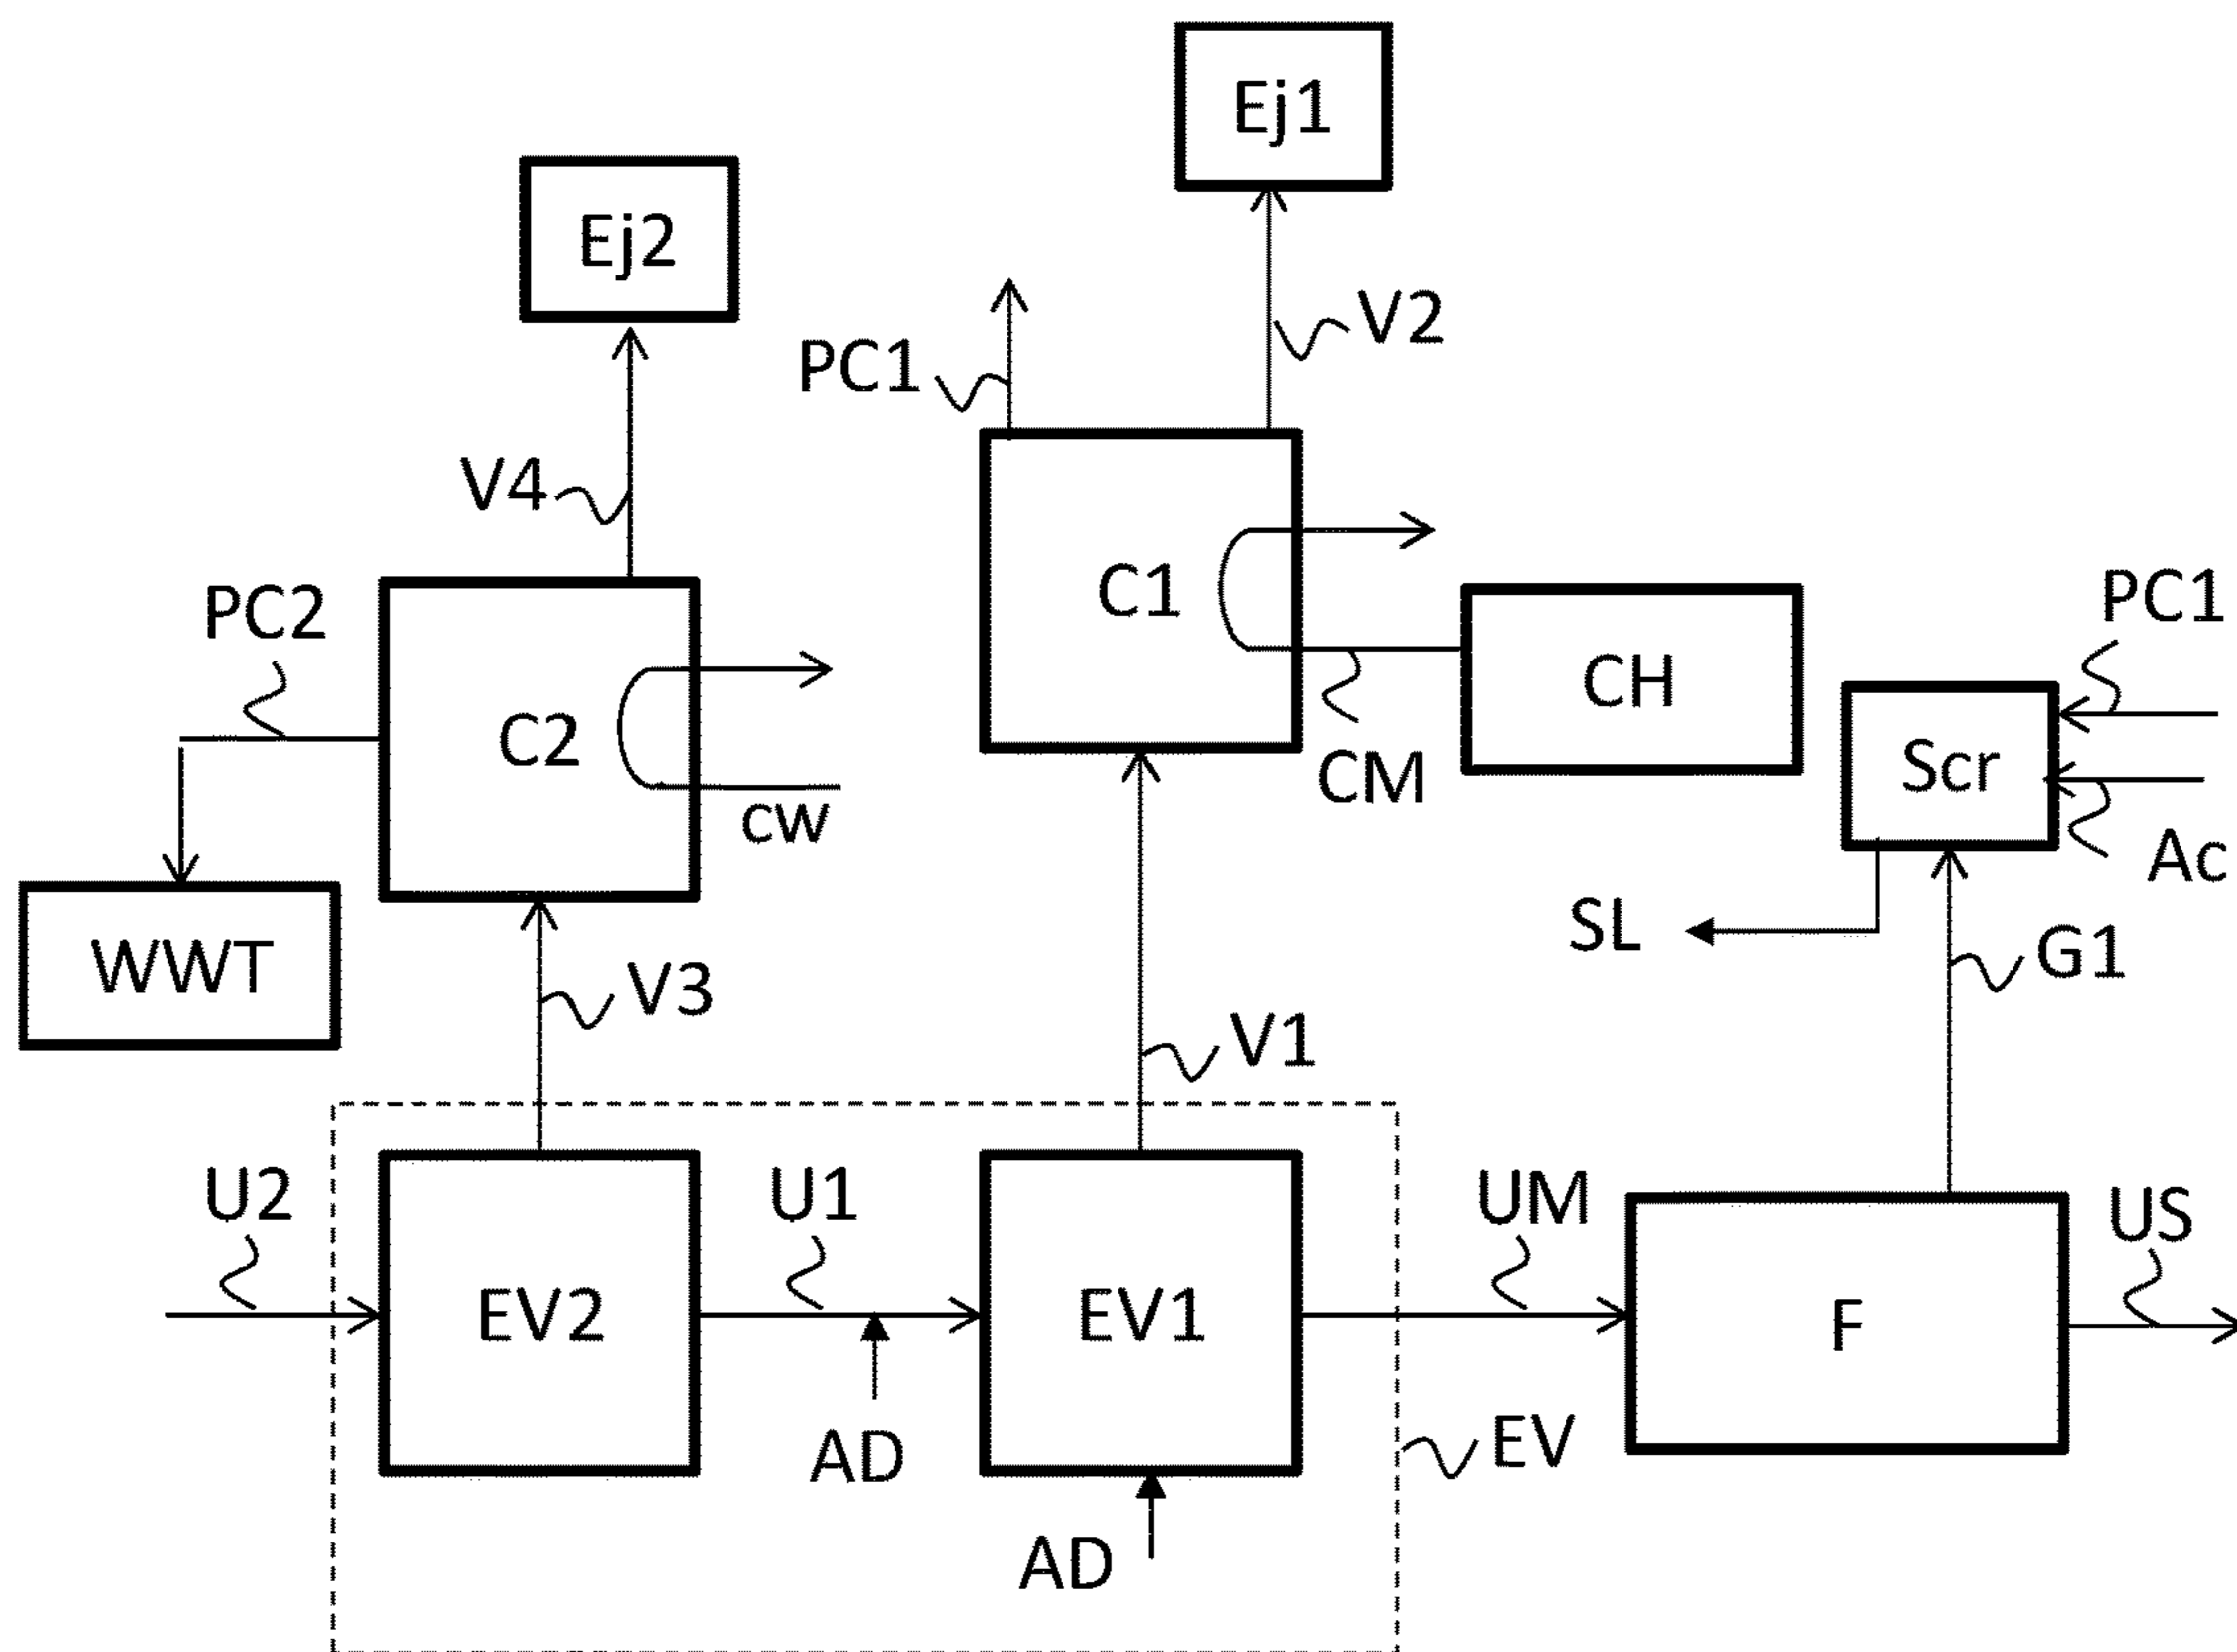 Ej1
Ej2
V2
PC1
V4
PC2
C1
PC1
CH
C2
Scr
CM
cw
Ac
SL
WWT
G1
V3
V1
U2
U1
UM
US
EV2
EV1
F
EV
AD
AD